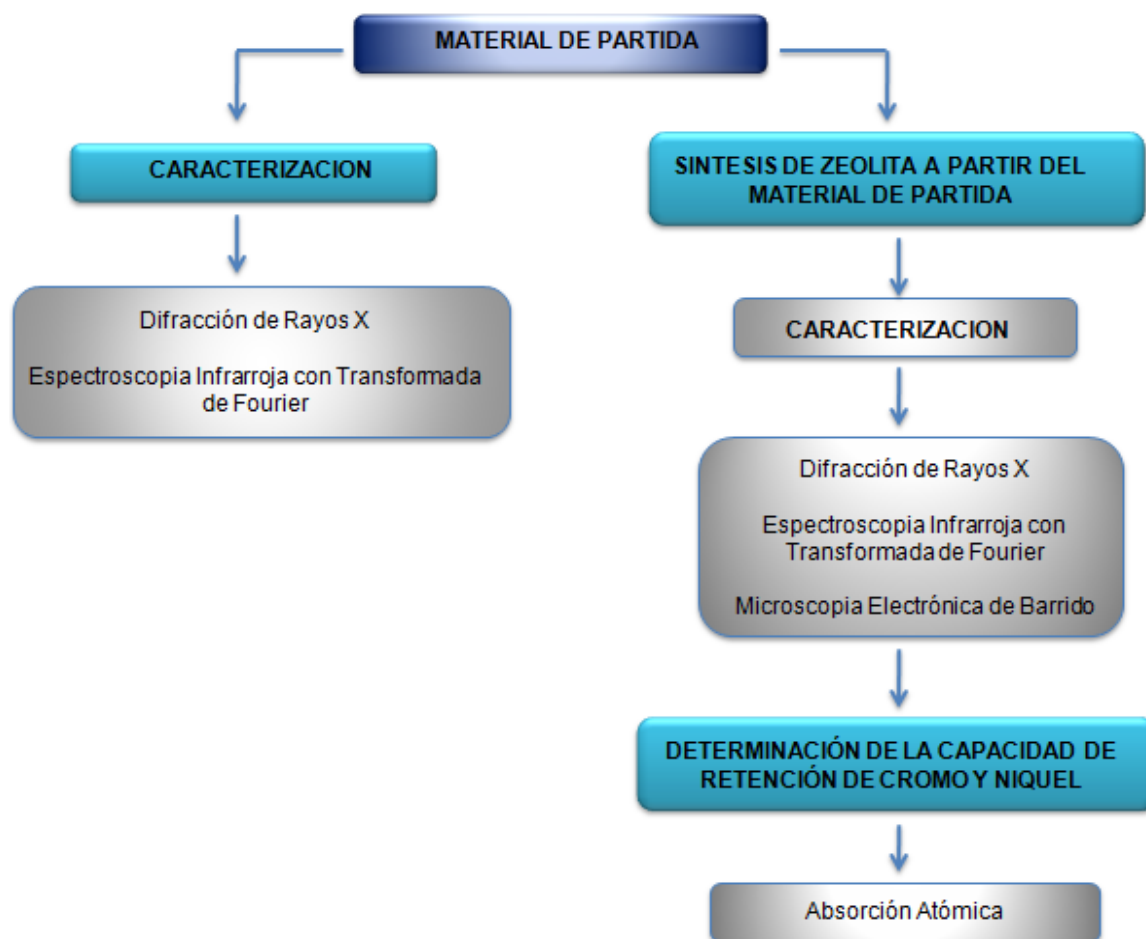 MATERIAL DE PARTIDA
CARACTERIZACION
Difracción de Rayos X
Espectroscopia Infrarroja con Transformada
de Fourier
SINTESIS DE ZEOLITA A PARTIR DEL
MATERIAL DE PARTIDA
CARACTERIZACION
Difracción de Rayos X
Espectroscopia Infrarroja con
Transformada de Fourier
Microscopia Electrónica de Barrido
DETERMINACIÓN DE LA CAPACIDAD DE
RETENCIÓN DE CROMO Y NIQUEL
Absorción Atómica